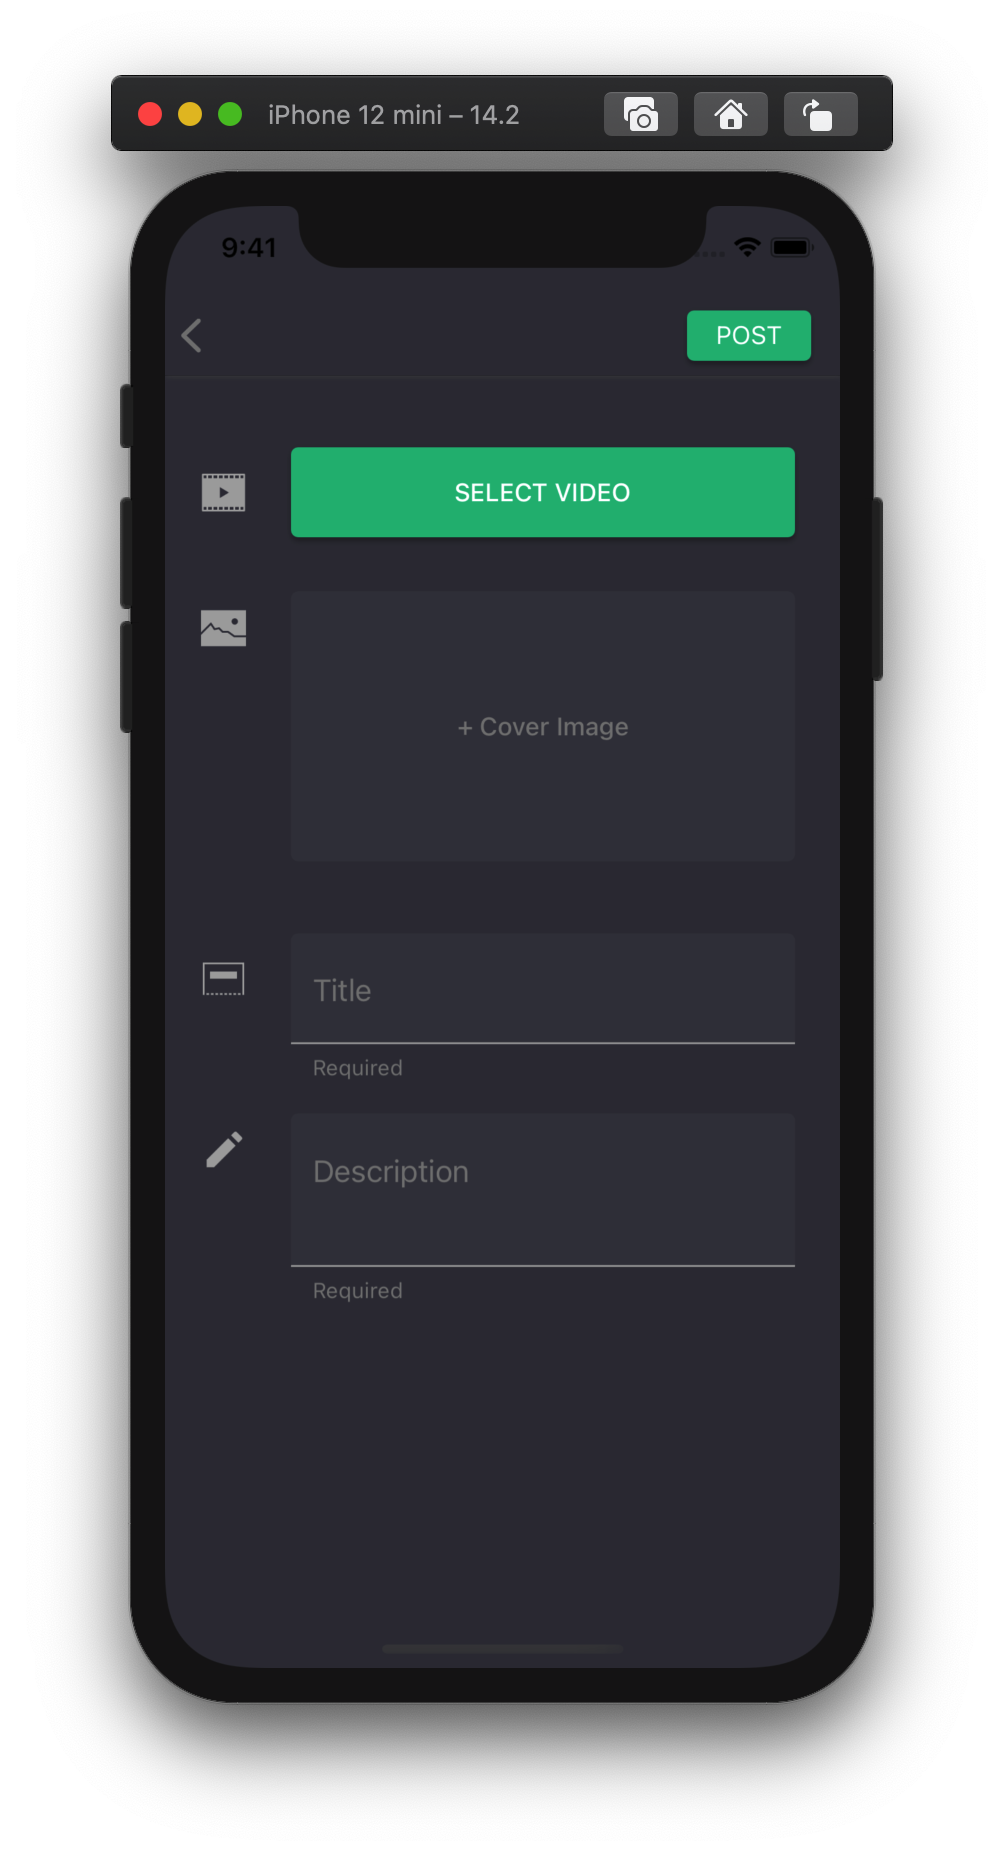 iPhone 12 mini – 14.2
9:41
POST
SELECT VIDEO
+ Cover Image
Title
Required
Description
Required